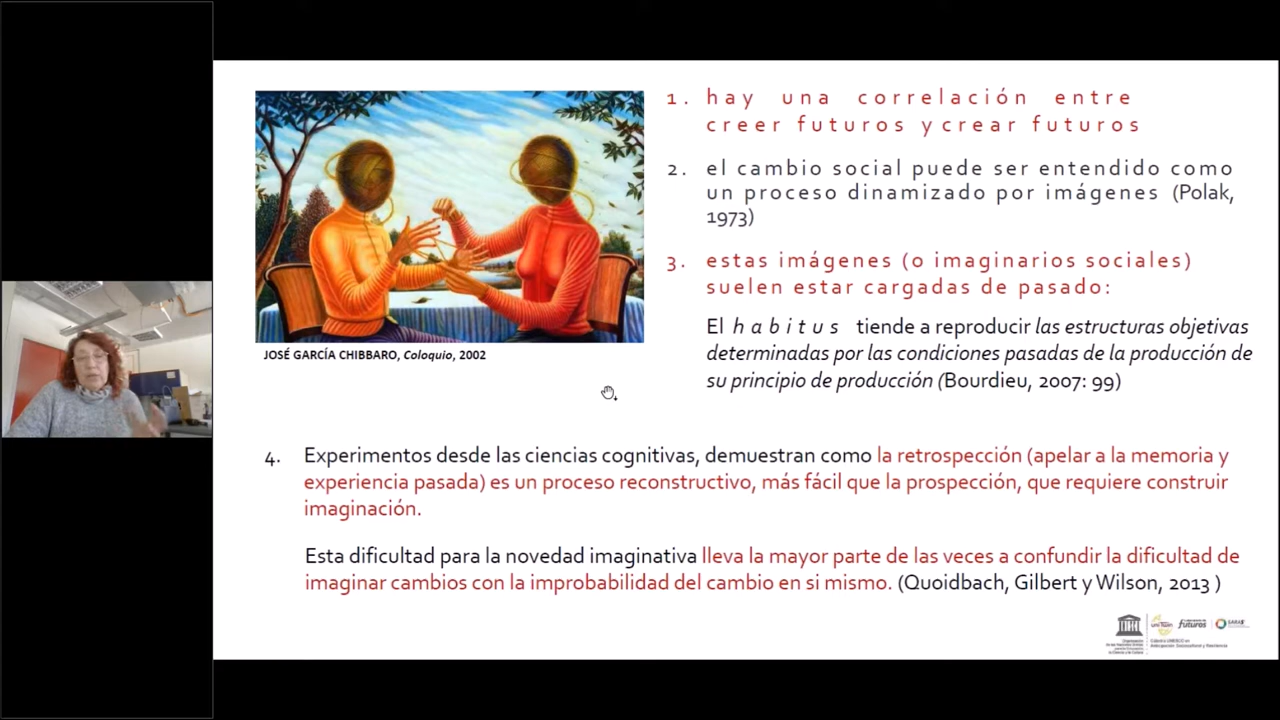 1. hay una correlación entre
creer futuros y crear futuros
2. el cambio social puede ser entendido como
un proceso dinamizado por imágenes (Polak,
1973)
3. estas imágenes (o imaginarios sociales)
suelen estar cargadas de pasado:
El habitus tiende a reproducir las estructuras objetivas
determinadas por las condiciones pasadas de la producción de
su principio de producción (Bourdieu, 2007: 99)
JOSÉ GARCÍA CHIBBARO, Coloquio, 2002
4. Experimentos desde las ciencias cognitivas, demuestran como la retrospección (apelar a la memoria y
experiencia pasada) es un proceso reconstructivo, más fácil que la prospección, que requiere construir
imaginación.
Esta dificultad para la novedad imaginativa lleva la mayor parte de las veces a confundir la dificultad de
imaginar cambios con la improbabilidad del cambio en si mismo. (Quoidbach, Gilbert y Wilson, 2013 )
futuros